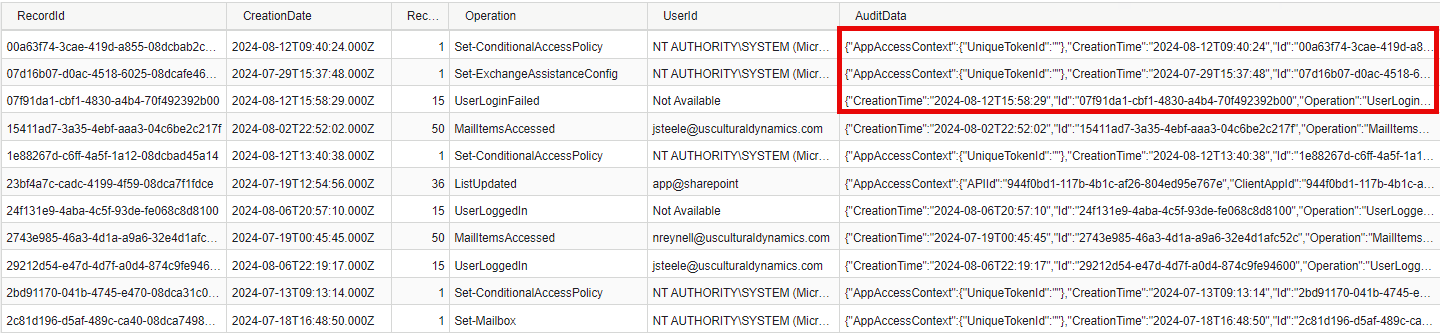 RecordId CreationDate Rec... Operation UserId AuditData
00a63f74-3cae-419d-a855-08dcbab2c... 2024-08-12T09:40:24.000Z 1 Set-ConditionalAccessPolicy NT AUTHORITY\SYSTEM (Micr... {"AppAccessContext":{"UniqueTokenId":""},"CreationTime":"2024-08-12T09:40:24","Id":"00a63f74-3cae-419d-a8...
07d16b07-d0ac-4518-6025-08dcafe46... 2024-07-29T15:37:48.000Z 1 Set-ExchangeAssistanceConfig NT AUTHORITY\SYSTEM (Micr... {"AppAccessContext":{"UniqueTokenId":""},"CreationTime":"2024-07-29T15:37:48","Id":"07d16b07-d0ac-4518-6...
07f91da1-cbf1-4830-a4b4-70f492392b00 2024-08-12T15:58:29.000Z 15 UserLoginFailed Not Available {"CreationTime":"2024-08-12T15:58:29","Id":"07f91da1-cbf1-4830-a4b4-70f492392b00","Operation":"UserLogin...
15411ad7-3a35-4ebf-aaa3-04c6be2c217f 2024-08-02T22:52:02.000Z 50 MailItemsAccessed jsteele@usculturaldynamics.com {"CreationTime":"2024-08-02T22:52:02","Id":"15411ad7-3a35-4ebf-aaa3-04c6be2c217f","Operation":"MailItems...
1e88267d-c6ff-4a5f-1a12-08dcbad45a14 2024-08-12T13:40:38.000Z 1 Set-ConditionalAccessPolicy NT AUTHORITY\SYSTEM (Micr... {"AppAccessContext":{"UniqueTokenId":""},"CreationTime":"2024-08-12T13:40:38","Id":"1e88267d-c6ff-4a5f-1a1...
23bf4a7c-cadc-4199-4f59-08dca7f1fdce 2024-07-19T12:54:56.000Z 36 ListUpdated app@sharepoint {"AppAccessContext":{"APIId":"944f0bd1-117b-4b1c-af26-804ed95e767e","ClientAppId":"944f0bd1-117b-4b1c-a...
24f131e9-4aba-4c5f-93de-fe068c8d8100 2024-08-06T20:57:10.000Z 15 UserLoggedIn Not Available {"CreationTime":"2024-08-06T20:57:10","Id":"24f131e9-4aba-4c5f-93de-fe068c8d8100","Operation":"UserLogge...
2743e985-46a3-4d1a-a9a6-32e4d1afc... 2024-07-19T00:45:45.000Z 50 MailItemsAccessed nreynell@usculturaldynamics.com {"CreationTime":"2024-07-19T00:45:45","Id":"2743e985-46a3-4d1a-a9a6-32e4d1afc52c","Operation":"MailItem...
29212d54-e47d-4d7f-a0d4-874c9fe946... 2024-08-06T22:19:17.000Z 15 UserLoggedIn jsteele@usculturaldynamics.com {"CreationTime":"2024-08-06T22:19:17","Id":"29212d54-e47d-4d7f-a0d4-874c9fe94600","Operation":"UserLogg...
2bd91170-041b-4745-e470-08dca31c0... 2024-07-13T09:13:14.000Z 1 Set-ConditionalAccessPolicy NT AUTHORITY\SYSTEM (Micr... {"AppAccessContext":{"UniqueTokenId":""},"CreationTime":"2024-07-13T09:13:14","Id":"2bd91170-041b-4745-e...
2c81d196-d5af-489c-ca40-08dca7498... 2024-07-18T16:48:50.000Z 1 Set-Mailbox NT AUTHORITY\SYSTEM (Micr... {"AppAccessContext":{"UniqueTokenId":""},"CreationTime":"2024-07-18T16:48:50","Id":"2c81d196-d5af-489c-ca...